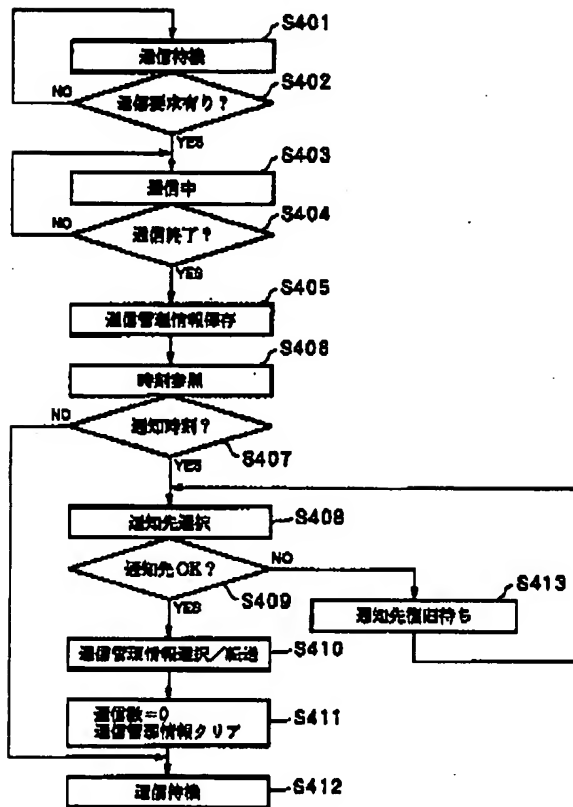 S401
通信待機
S402
通信要求有り?
NO
YES
S403
通信中
S404
通信終了?
NO
YES
S405
通信管理情報保存
S406
時刻参照
通知時刻?
NO
S407
YES
通知先選択
S408
通知先OK?
NO
S409
YES
S413
通知先復旧待ち
通信管理情報選択/転送
S410
通信数=0
通信管理情報クリア
S411
通信待機
S412